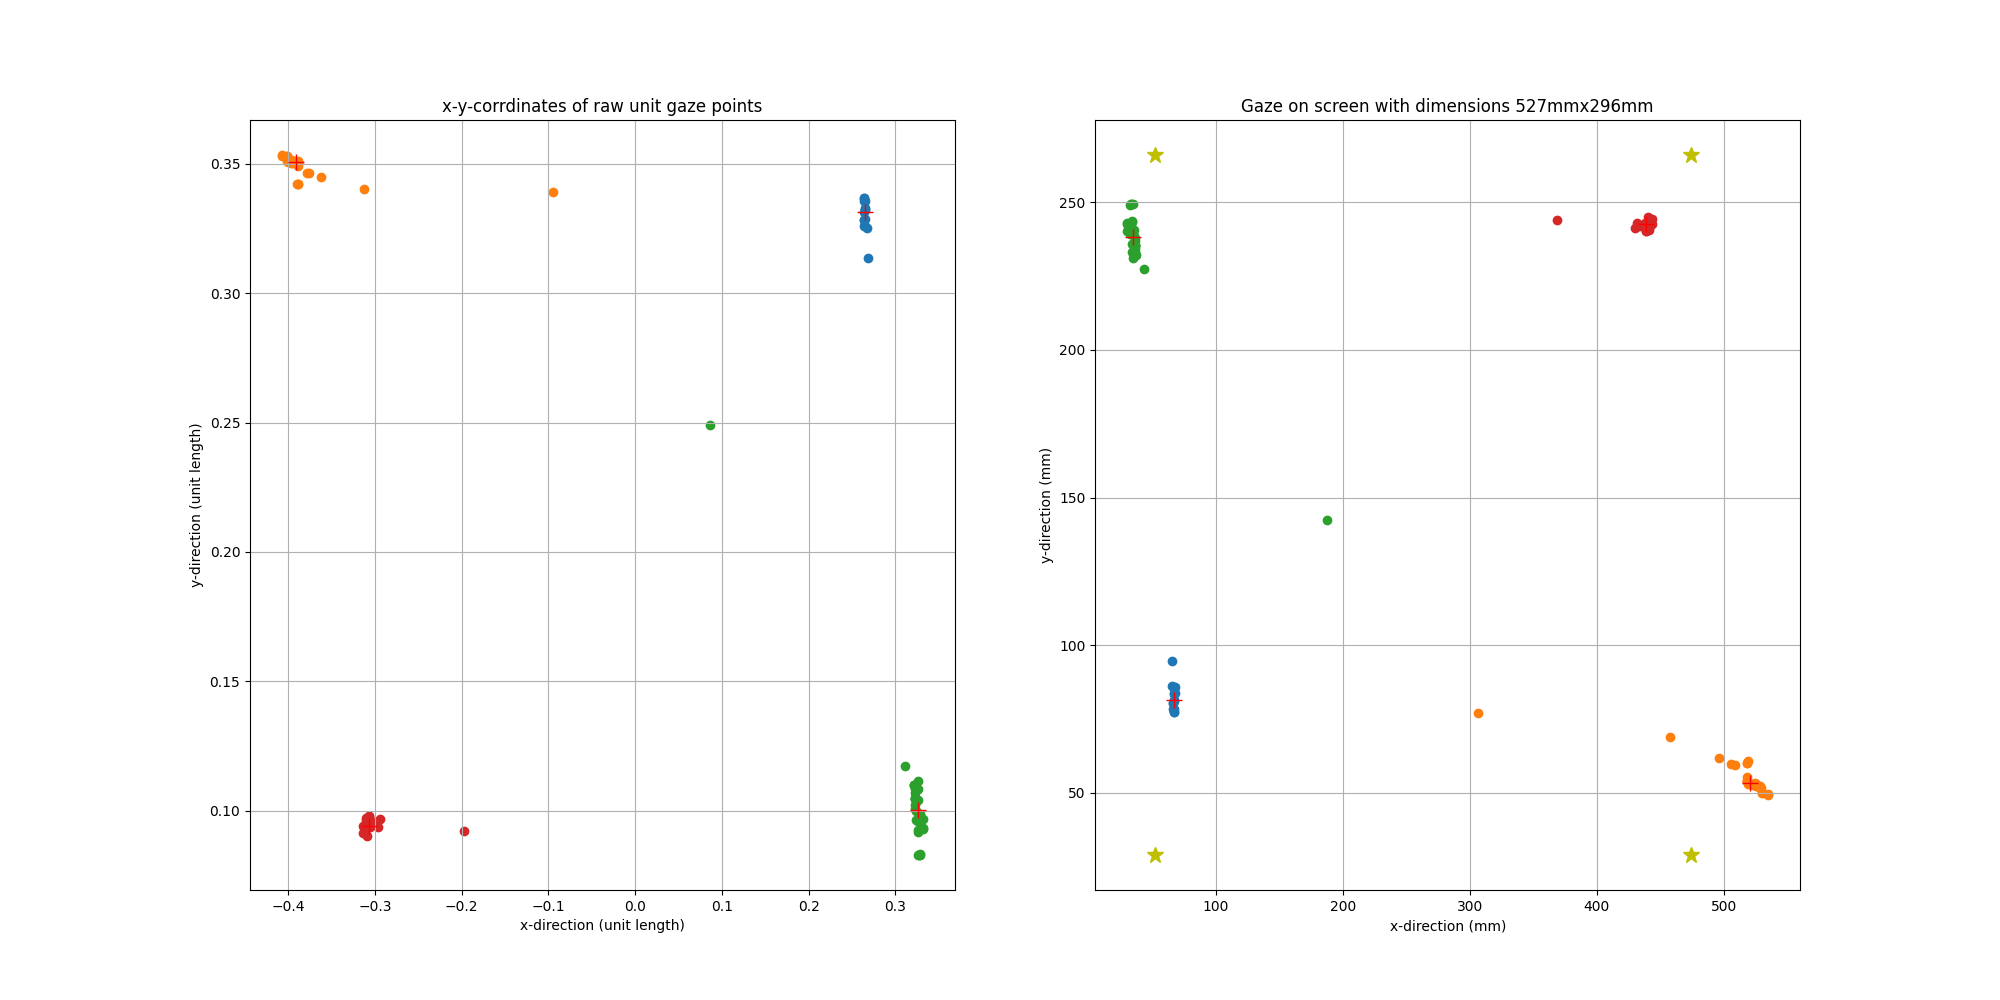 x-y-corrdinates of raw unit gaze points
0.35
0.30
0.25
0.20
0.15
0.10
y-direction (unit length)
−0.4 −0.3 −0.2 −0.1 0.0 0.1 0.2 0.3
x-direction (unit length)
Gaze on screen with dimensions 527mmx296mm
250
200
150
100
50
y-direction (mm)
100 200 300 400 500
x-direction (mm)